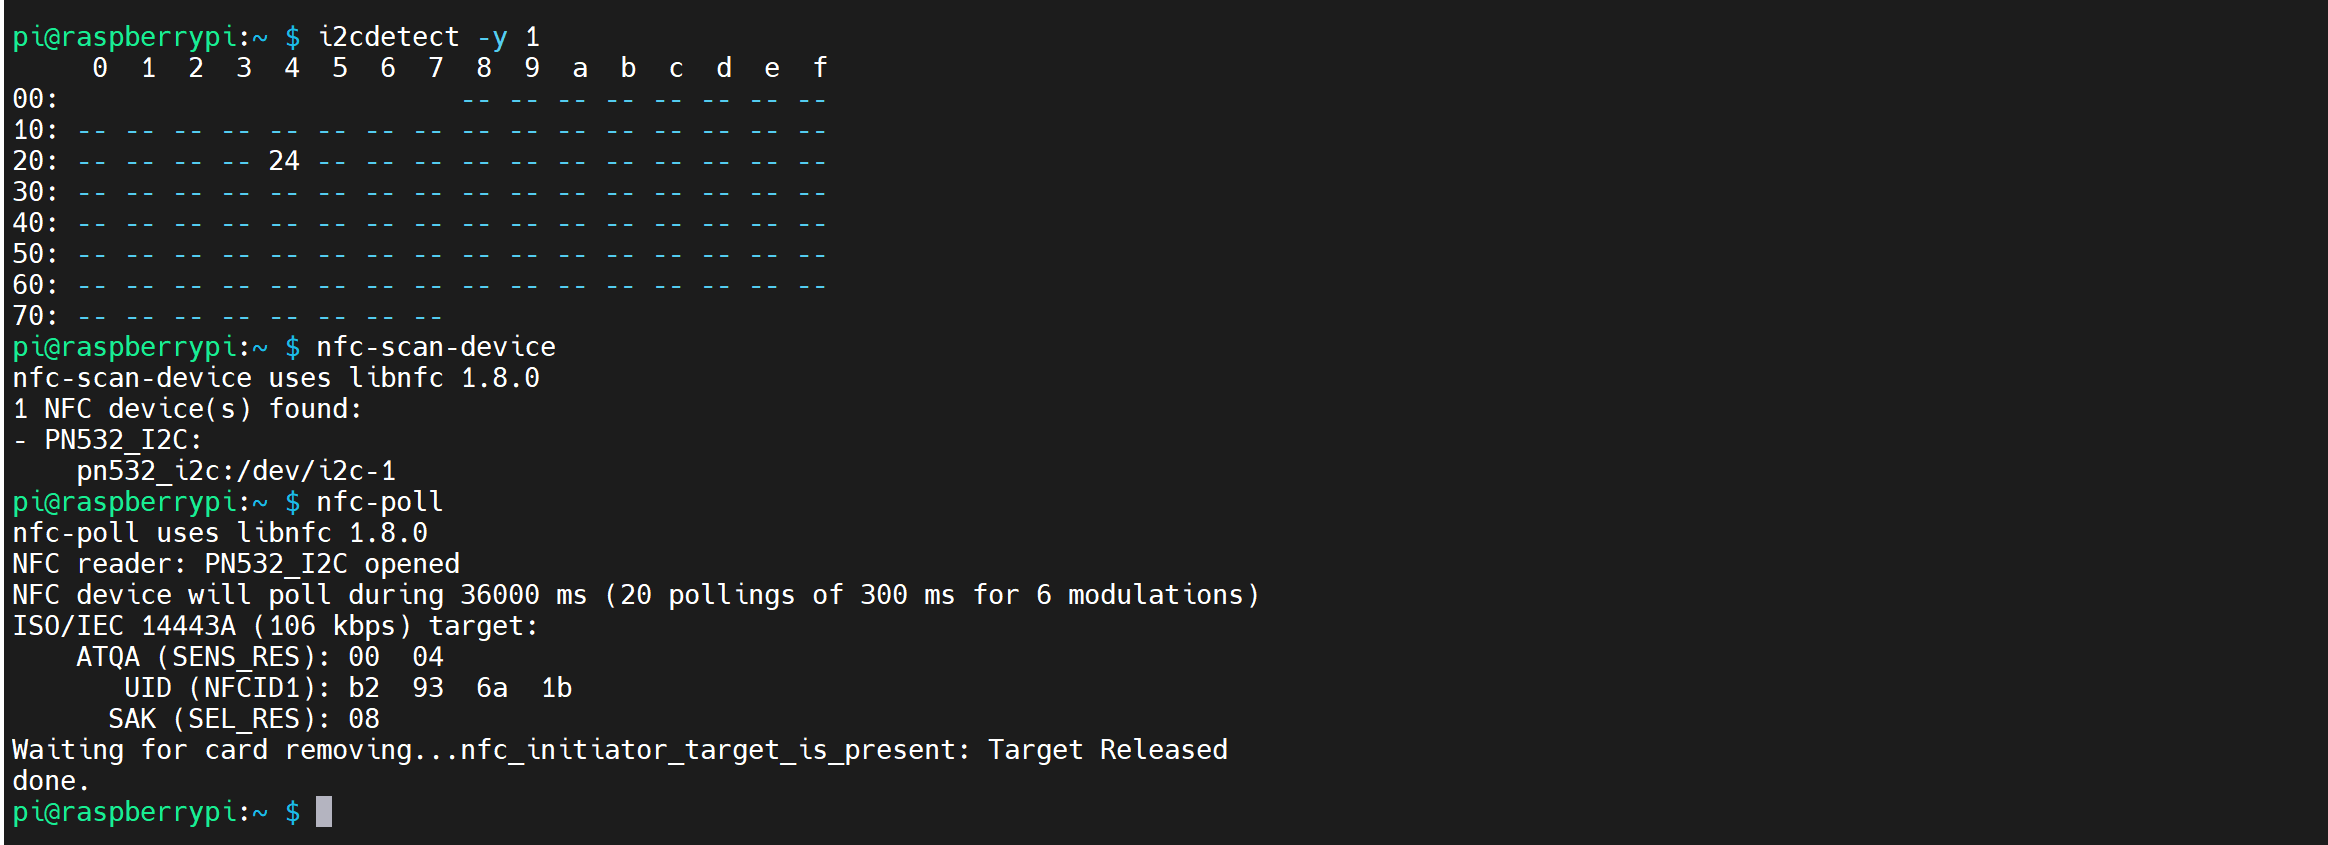 pi@raspberrypi:~ $ i2cdetect -y 1
     0  1  2  3  4  5  6  7  8  9  a  b  c  d  e  f
00:                         -- -- -- -- -- -- -- --
10: -- -- -- -- -- -- -- -- -- -- -- -- -- -- -- --
20: -- -- -- -- 24 -- -- -- -- -- -- -- -- -- -- --
30: -- -- -- -- -- -- -- -- -- -- -- -- -- -- -- --
40: -- -- -- -- -- -- -- -- -- -- -- -- -- -- -- --
50: -- -- -- -- -- -- -- -- -- -- -- -- -- -- -- --
60: -- -- -- -- -- -- -- -- -- -- -- -- -- -- -- --
70: -- -- -- -- -- -- -- --
pi@raspberrypi:~ $ nfc-scan-device
nfc-scan-device uses libnfc 1.8.0
1 NFC device(s) found:
- PN532_I2C:
    pn532_i2c:/dev/i2c-1
pi@raspberrypi:~ $ nfc-poll
nfc-poll uses libnfc 1.8.0
NFC reader: PN532_I2C opened
NFC device will poll during 36000 ms (20 pollings of 300 ms for 6 modulations)
ISO/IEC 14443A (106 kbps) target:
    ATQA (SENS_RES): 00  04
       UID (NFCID1): b2  93  6a  1b
      SAK (SEL_RES): 08
Waiting for card removing...nfc_initiator_target_is_present: Target Released
done.
pi@raspberrypi:~ $